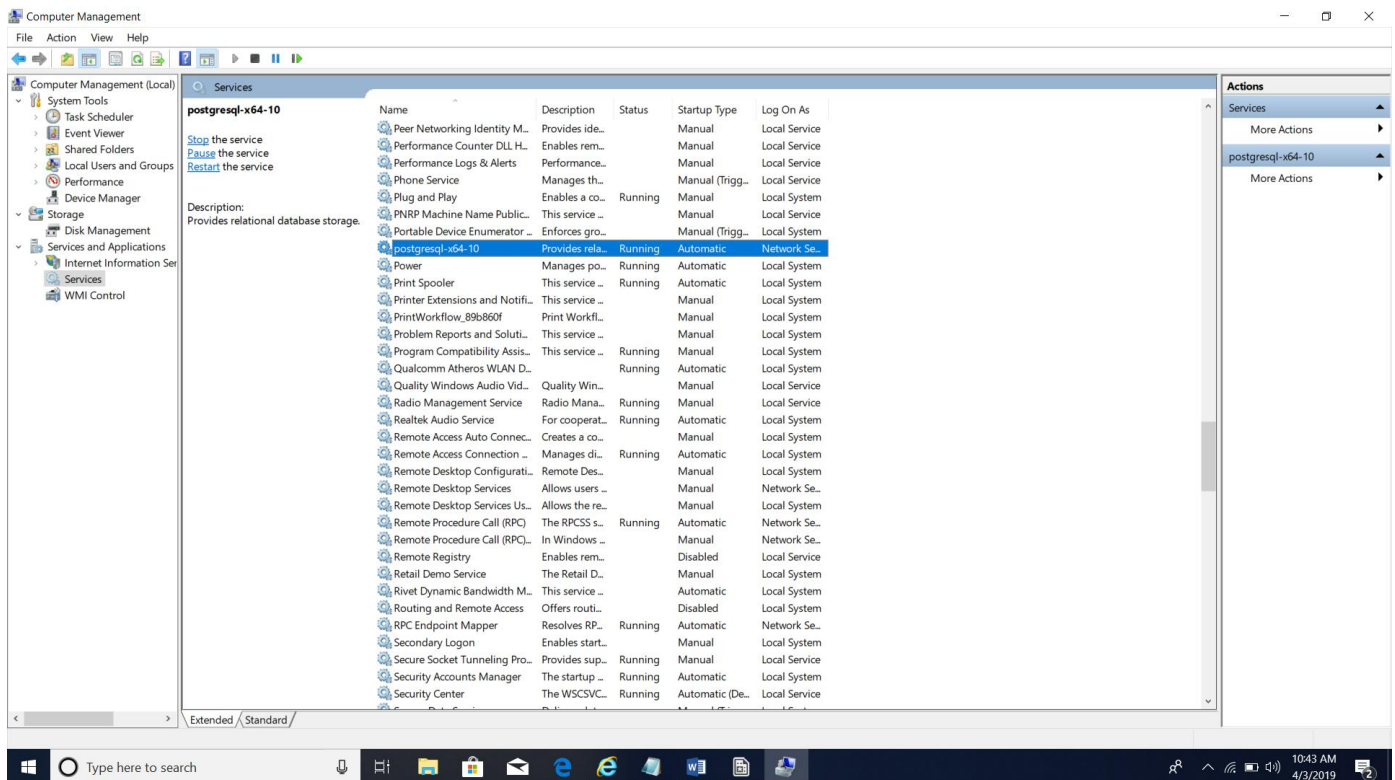 Computer Management
File Action View Help
Computer Management (Local)
System Tools
Task Scheduler
Event Viewer
Shared Folders
Local Users and Groups
Performance
Device Manager
Storage
Disk Management
Services and Applications
Internet Information Ser
Services
WMI Control
Services
postgresql-x64-10
Stop the service
Pause the service
Restart the service
Description:
Provides relational database storage.
Name Description Status Startup Type Log On As
Peer Networking Identity M... Provides ide... Manual Local Service
Performance Counter DLL H... Enables rem... Manual Local Service
Performance Logs & Alerts Performance... Manual Local Service
Phone Service Manages th... Manual (Trigg... Local Service
Plug and Play Enables a co... Running Manual Local System
PNRP Machine Name Public... This service ... Manual Local Service
Portable Device Enumerator ... Enforces gro... Manual (Trigg... Local System
postgresql-x64-10 Provides rela... Running Automatic Network Se...
Power Manages po... Running Automatic Local System
Print Spooler This service ... Running Automatic Local System
Printer Extensions and Notifi... This service ... Manual Local System
PrintWorkflow_89b860f Print Workfl... Manual Local System
Problem Reports and Soluti... This service ... Manual Local System
Program Compatibility Assis... This service ... Running Manual Local System
Qualcomm Atheros WLAN D... Running Automatic Local System
Quality Windows Audio Vid... Quality Win... Manual Local Service
Radio Management Service Radio Mana... Running Manual Local Service
Realtek Audio Service For cooperat... Running Automatic Local System
Remote Access Auto Connec... Creates a co... Manual Local System
Remote Access Connection ... Manages di... Running Automatic Local System
Remote Desktop Configurati... Remote Des... Manual Local System
Remote Desktop Services Allows users ... Manual Network Se...
Remote Desktop Services Us... Allows the re... Manual Local System
Remote Procedure Call (RPC) The RPCSS s... Running Automatic Network Se...
Remote Procedure Call (RPC)... In Windows ... Manual Network Se...
Remote Registry Enables rem... Disabled Local Service
Retail Demo Service The Retail D... Manual Local System
Rivet Dynamic Bandwidth M... This service ... Automatic Local System
Routing and Remote Access Offers routi... Disabled Local System
RPC Endpoint Mapper Resolves RP... Running Automatic Network Se...
Secondary Logon Enables start... Manual Local System
Secure Socket Tunneling Pro... Provides sup... Running Manual Local Service
Security Accounts Manager The startup ... Running Automatic Local System
Security Center The WSCSVC... Running Automatic (De... Local Service
Extended Standard
Actions
Services
More Actions
postgresql-x64-10
More Actions
Type here to search
10:43 AM
4/3/2019
2